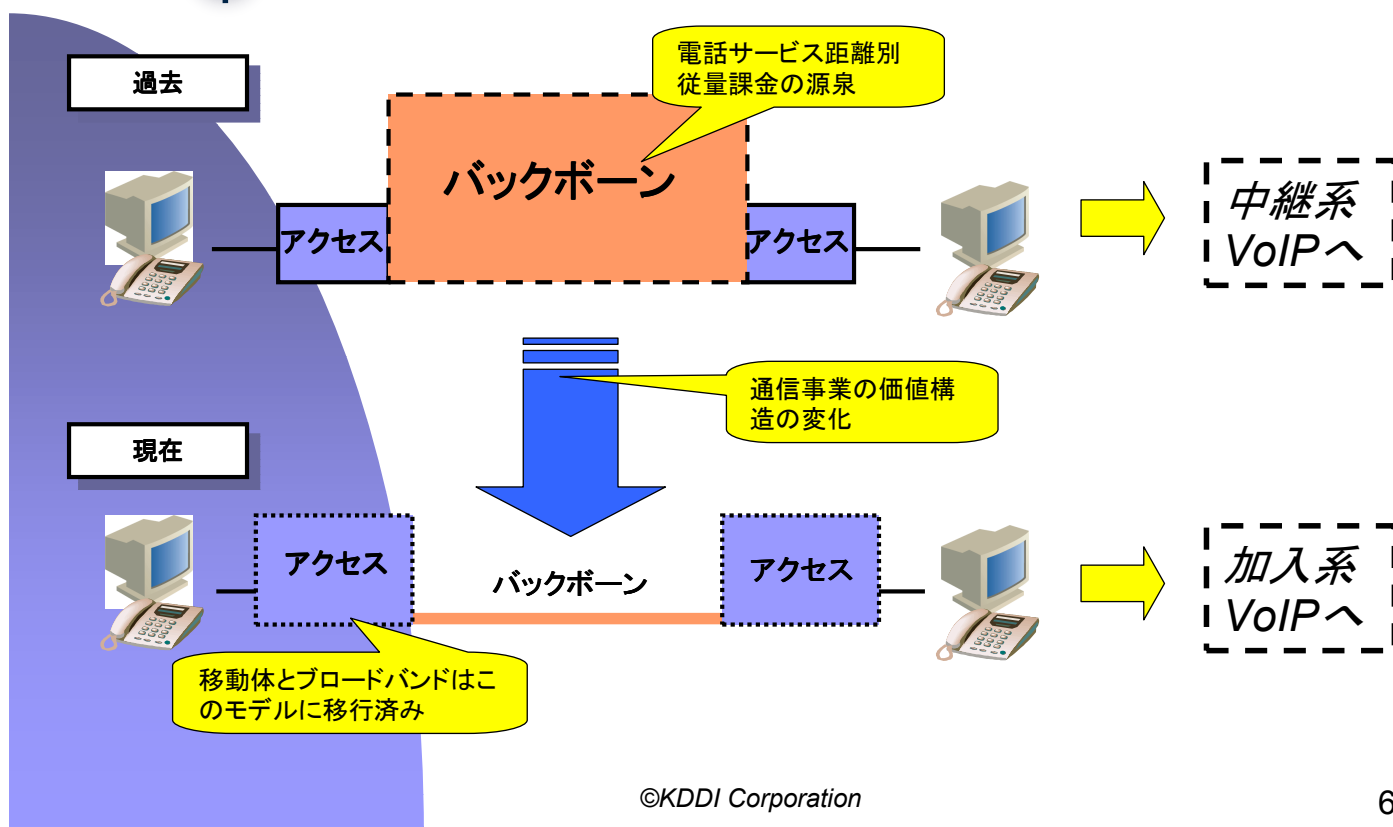 過去
電話サービス距離別
従量課金の源泉
バックボーン
アクセス
アクセス
中継系
VoIPへ
通信事業の価値構
造の変化
現在
アクセス
バックボーン
アクセス
加入系
VoIPへ
移動体とブロードバンドはこ
のモデルに移行済み
©KDDI Corporation
6